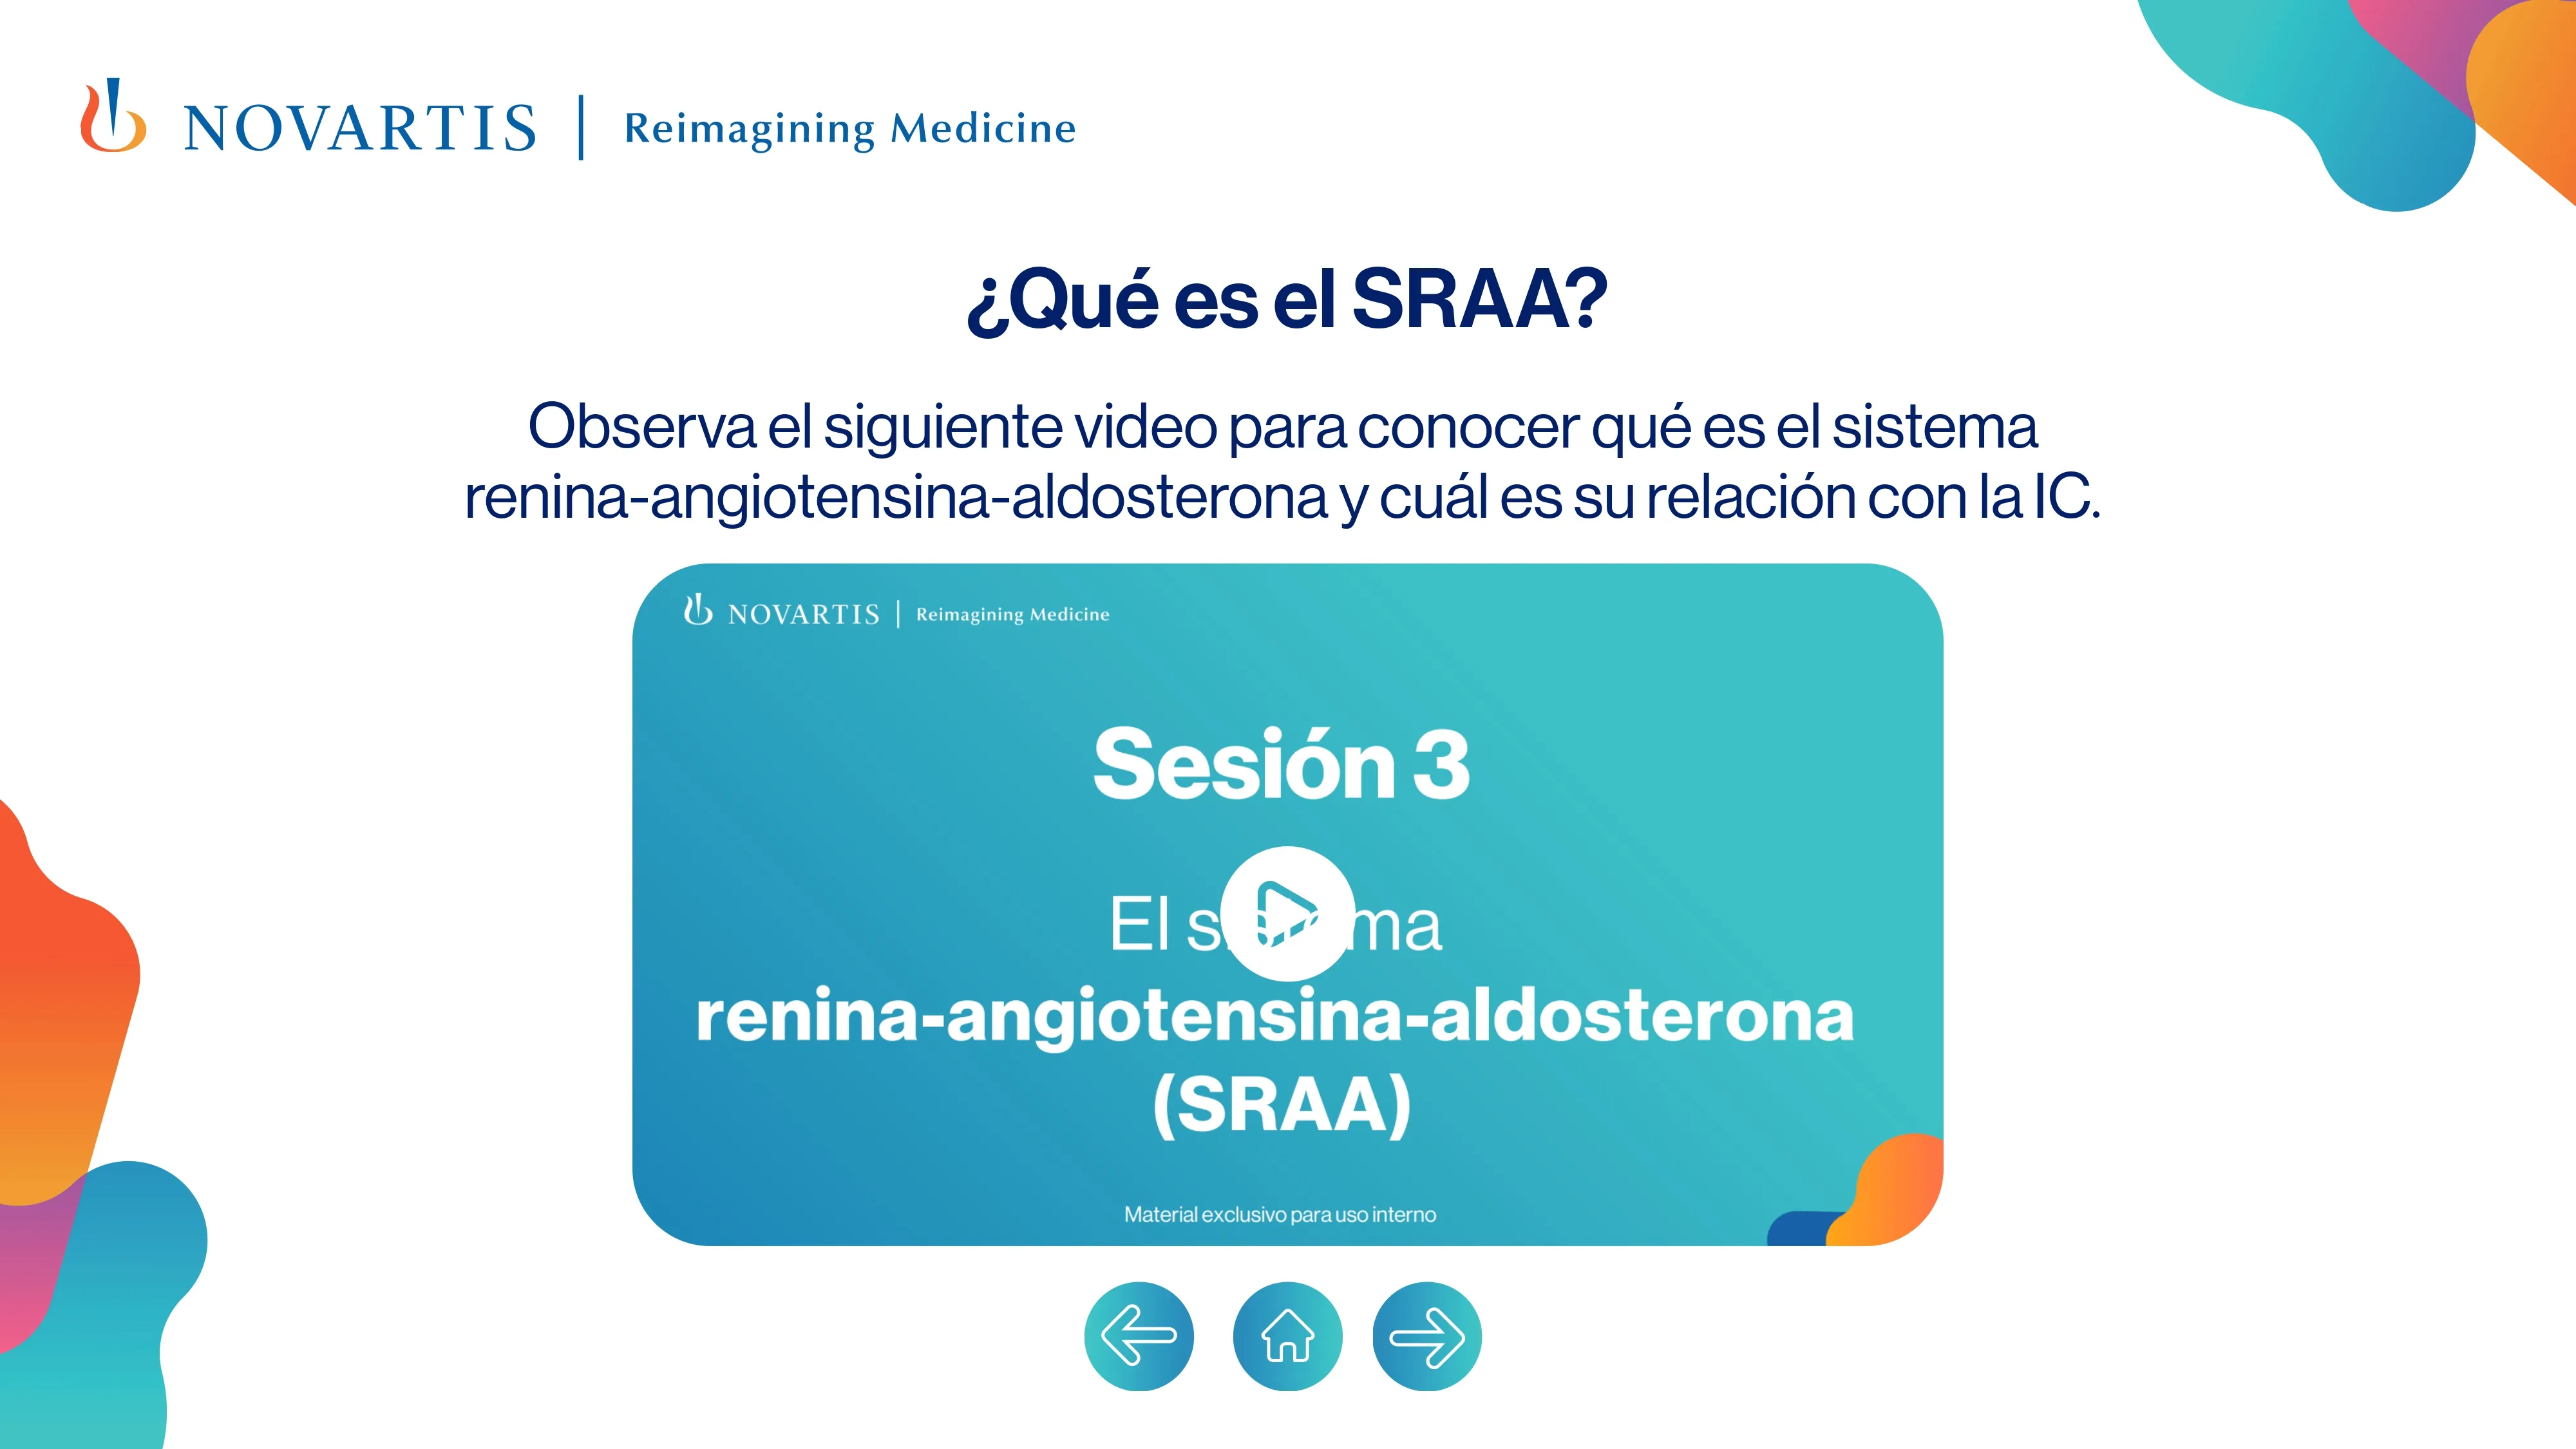 NOVARTIS | Reimagining Medicine
¿Qué es el SRAA?
Observa el siguiente video para conocer qué es el sistema
renina-angiotensina-aldosterona y cuál es su relación con la IC.
NOVARTIS | Reimagining Medicine
Sesión 3
El
renina-angiotensina-aldosterona
(SRAA)
Material exclusivo para uso interno